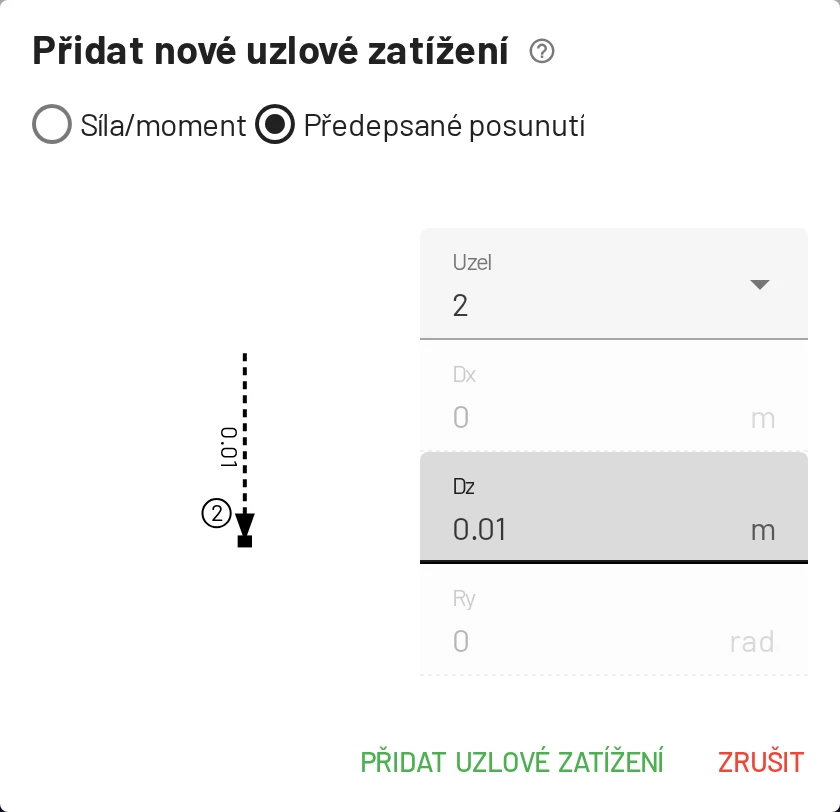 Přidat nové uzlové zatížení ?
Síla/moment Předepsané posunutí
Uzel
2
Dx
0 m
0.01
2
Dz
0.01 m
Ry
0 rad
PŘIDAT UZLOVÉ ZATÍŽENÍ ZRUŠIT